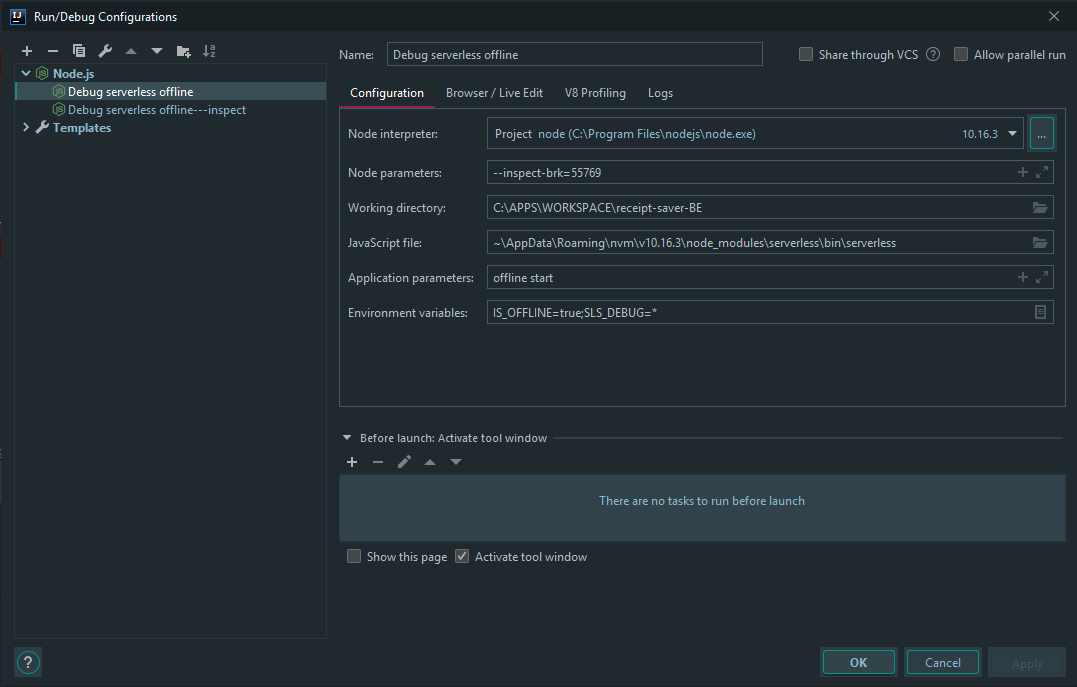 IJ Run/Debug Configurations
Name: Debug serverless offline Share through VCS ? Allow parallel run
Node.js
Debug serverless offline
Debug serverless offline---inspect
Templates
Configuration Browser / Live Edit V8 Profiling Logs
Node interpreter: Project node (C:\Program Files\nodejs\node.exe) 10.16.3 ...
Node parameters: --inspect-brk=55769
Working directory: C:\APPS\WORKSPACE\receipt-saver-BE
JavaScript file: ~\AppData\Roaming\nvm\v10.16.3\node_modules\serverless\bin\serverless
Application parameters: offline start
Environment variables: IS_OFFLINE=true;SLS_DEBUG=*
Before launch: Activate tool window
There are no tasks to run before launch
Show this page Activate tool window
? OK Cancel Apply